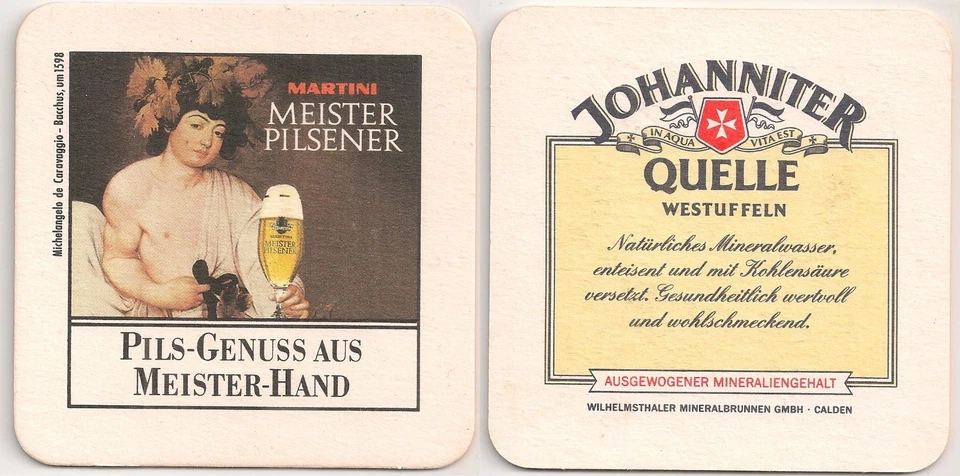 Michelangelo de Caravaggio – Bacchus, um 1598
MARTINI
MEISTER
PILSENER
MARTINI
MEISTER
PILSENER
PILS-GENUSS AUS
MEISTER-HAND
JOHANNITER
IN AQUA VITA EST
QUELLE
WESTUFFELN
Natürliches Mineralwasser,
enteisent und mit Kohlensäure
versetzt. Gesundheitlich wertvoll
und wohlschmeckend.
AUSGEWOGENER MINERALIENGEHALT
WILHELMSTHALER MINERALBRUNNEN GMBH · CALDEN